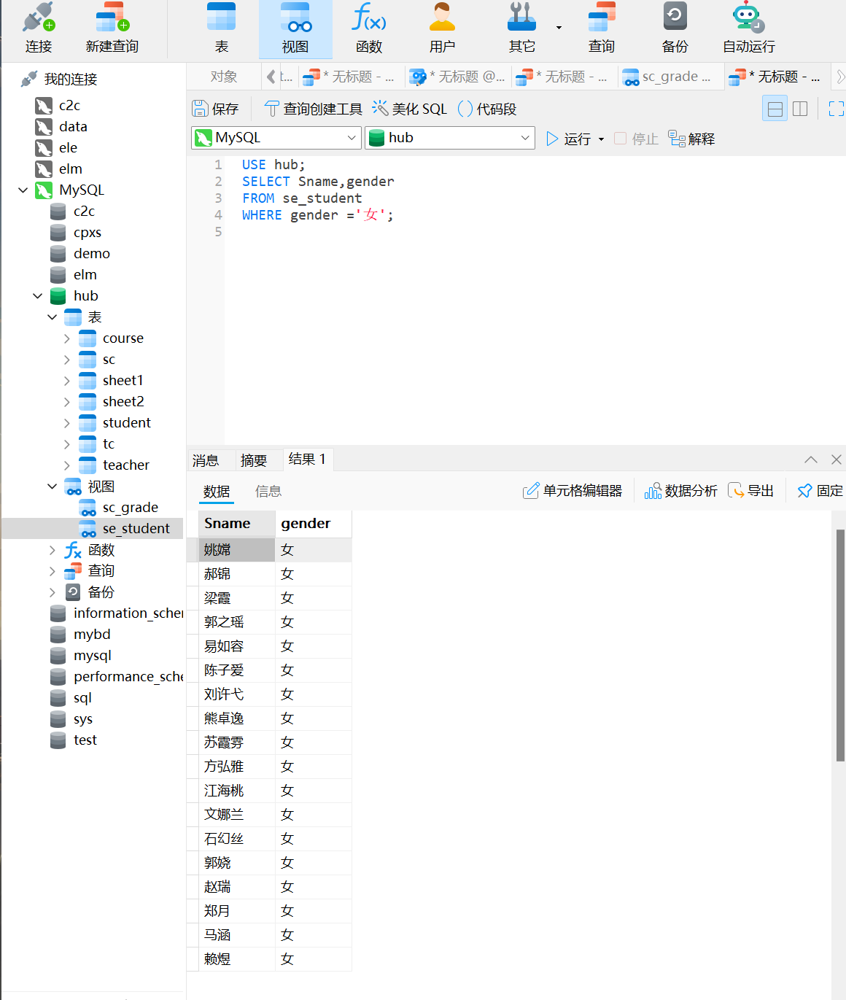 连接 新建查询 表 视图 函数 用户 其它 查询 备份 自动运行
我的连接
c2c
data
ele
elm
MySQL
c2c
cpxs
demo
elm
hub
表
course
sc
sheet1
sheet2
student
tc
teacher
视图
sc_grade
se_student
函数
查询
备份
information_scher
mybd
mysql
performance_sche
sql
sys
test
对象 t... * 无标题 - ... * 无标题 @... * 无标题 - ... sc_grade ... * 无标题 - ...
保存 查询创建工具 美化 SQL () 代码段
MySQL hub 运行 停止 解释
1 USE hub;
2 SELECT Sname,gender
3 FROM se_student
4 WHERE gender ='女';
5
消息 摘要 结果 1
数据 信息 单元格编辑器 数据分析 导出 固定
Sname gender
姚嫦 女
郝锦 女
梁霞 女
郭之瑶 女
易如容 女
陈子爱 女
刘许弋 女
熊卓逸 女
苏霞雰 女
方弘雅 女
江海桃 女
文娜兰 女
石幻丝 女
郭娆 女
赵瑞 女
郑月 女
马涵 女
赖煜 女